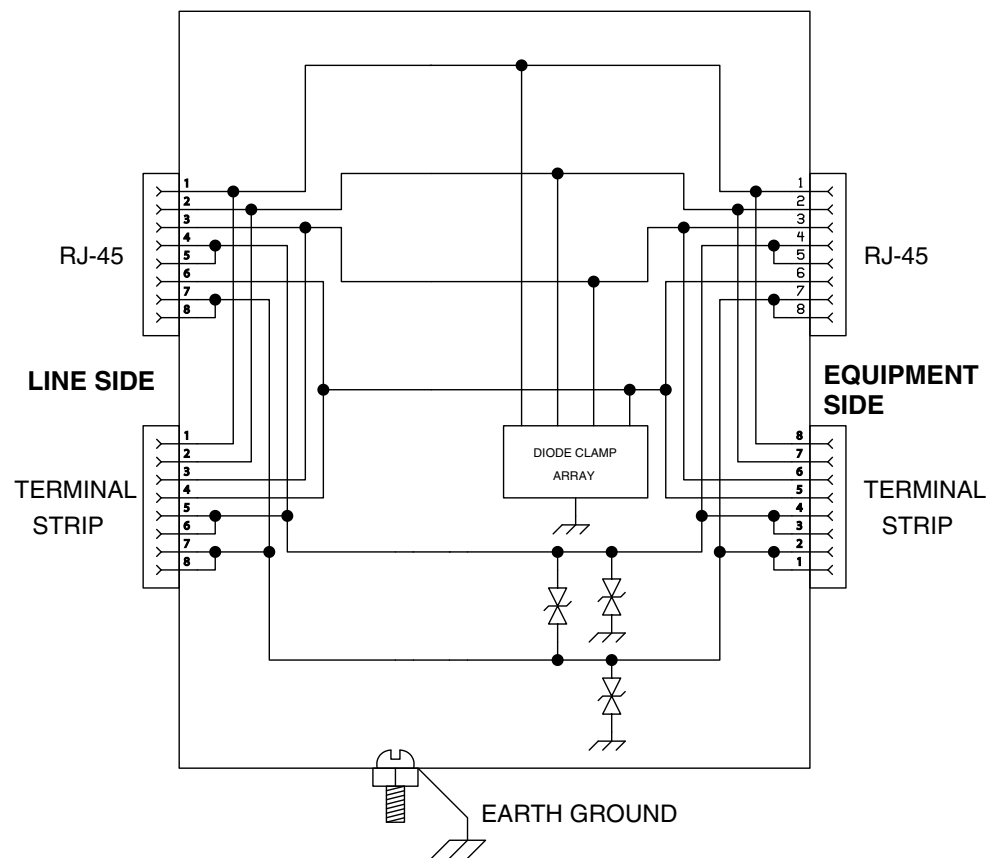 1
2
3
4
5
6
7
8
RJ-45
1
2
3
4
5
6
7
8
RJ-45
LINE SIDE
EQUIPMENT
SIDE
1
2
3
4
5
6
7
8
TERMINAL
STRIP
DIODE CLAMP
ARRAY
8
7
6
5
4
3
2
1
TERMINAL
STRIP
EARTH GROUND